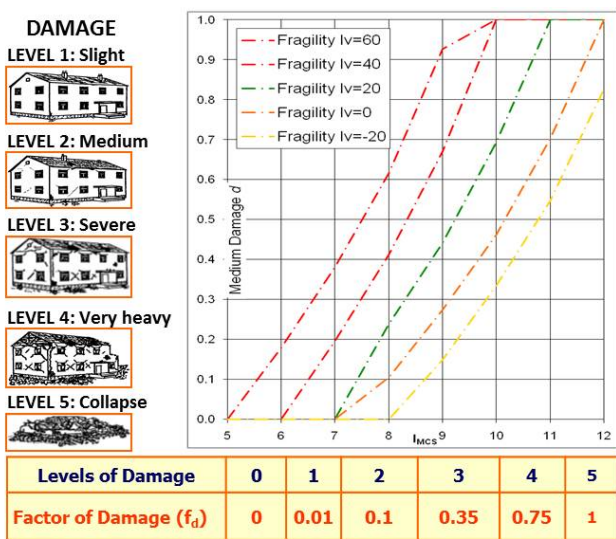 DAMAGE
LEVEL 1: Slight
LEVEL 2: Medium
LEVEL 3: Severe
LEVEL 4: Very heavy
LEVEL 5: Collapse
Medium Damage d
1.0
0.9
0.8
0.7
0.6
0.5
0.4
0.3
0.2
0.1
0.0
Fragility Iv=60
Fragility Iv=40
Fragility Iv=20
Fragility Iv=0
Fragility Iv=-20
5 6 7 8 9 10 11 12
IMCS
Levels of Damage 0 1 2 3 4 5
Factor of Damage (fd) 0 0.01 0.1 0.35 0.75 1